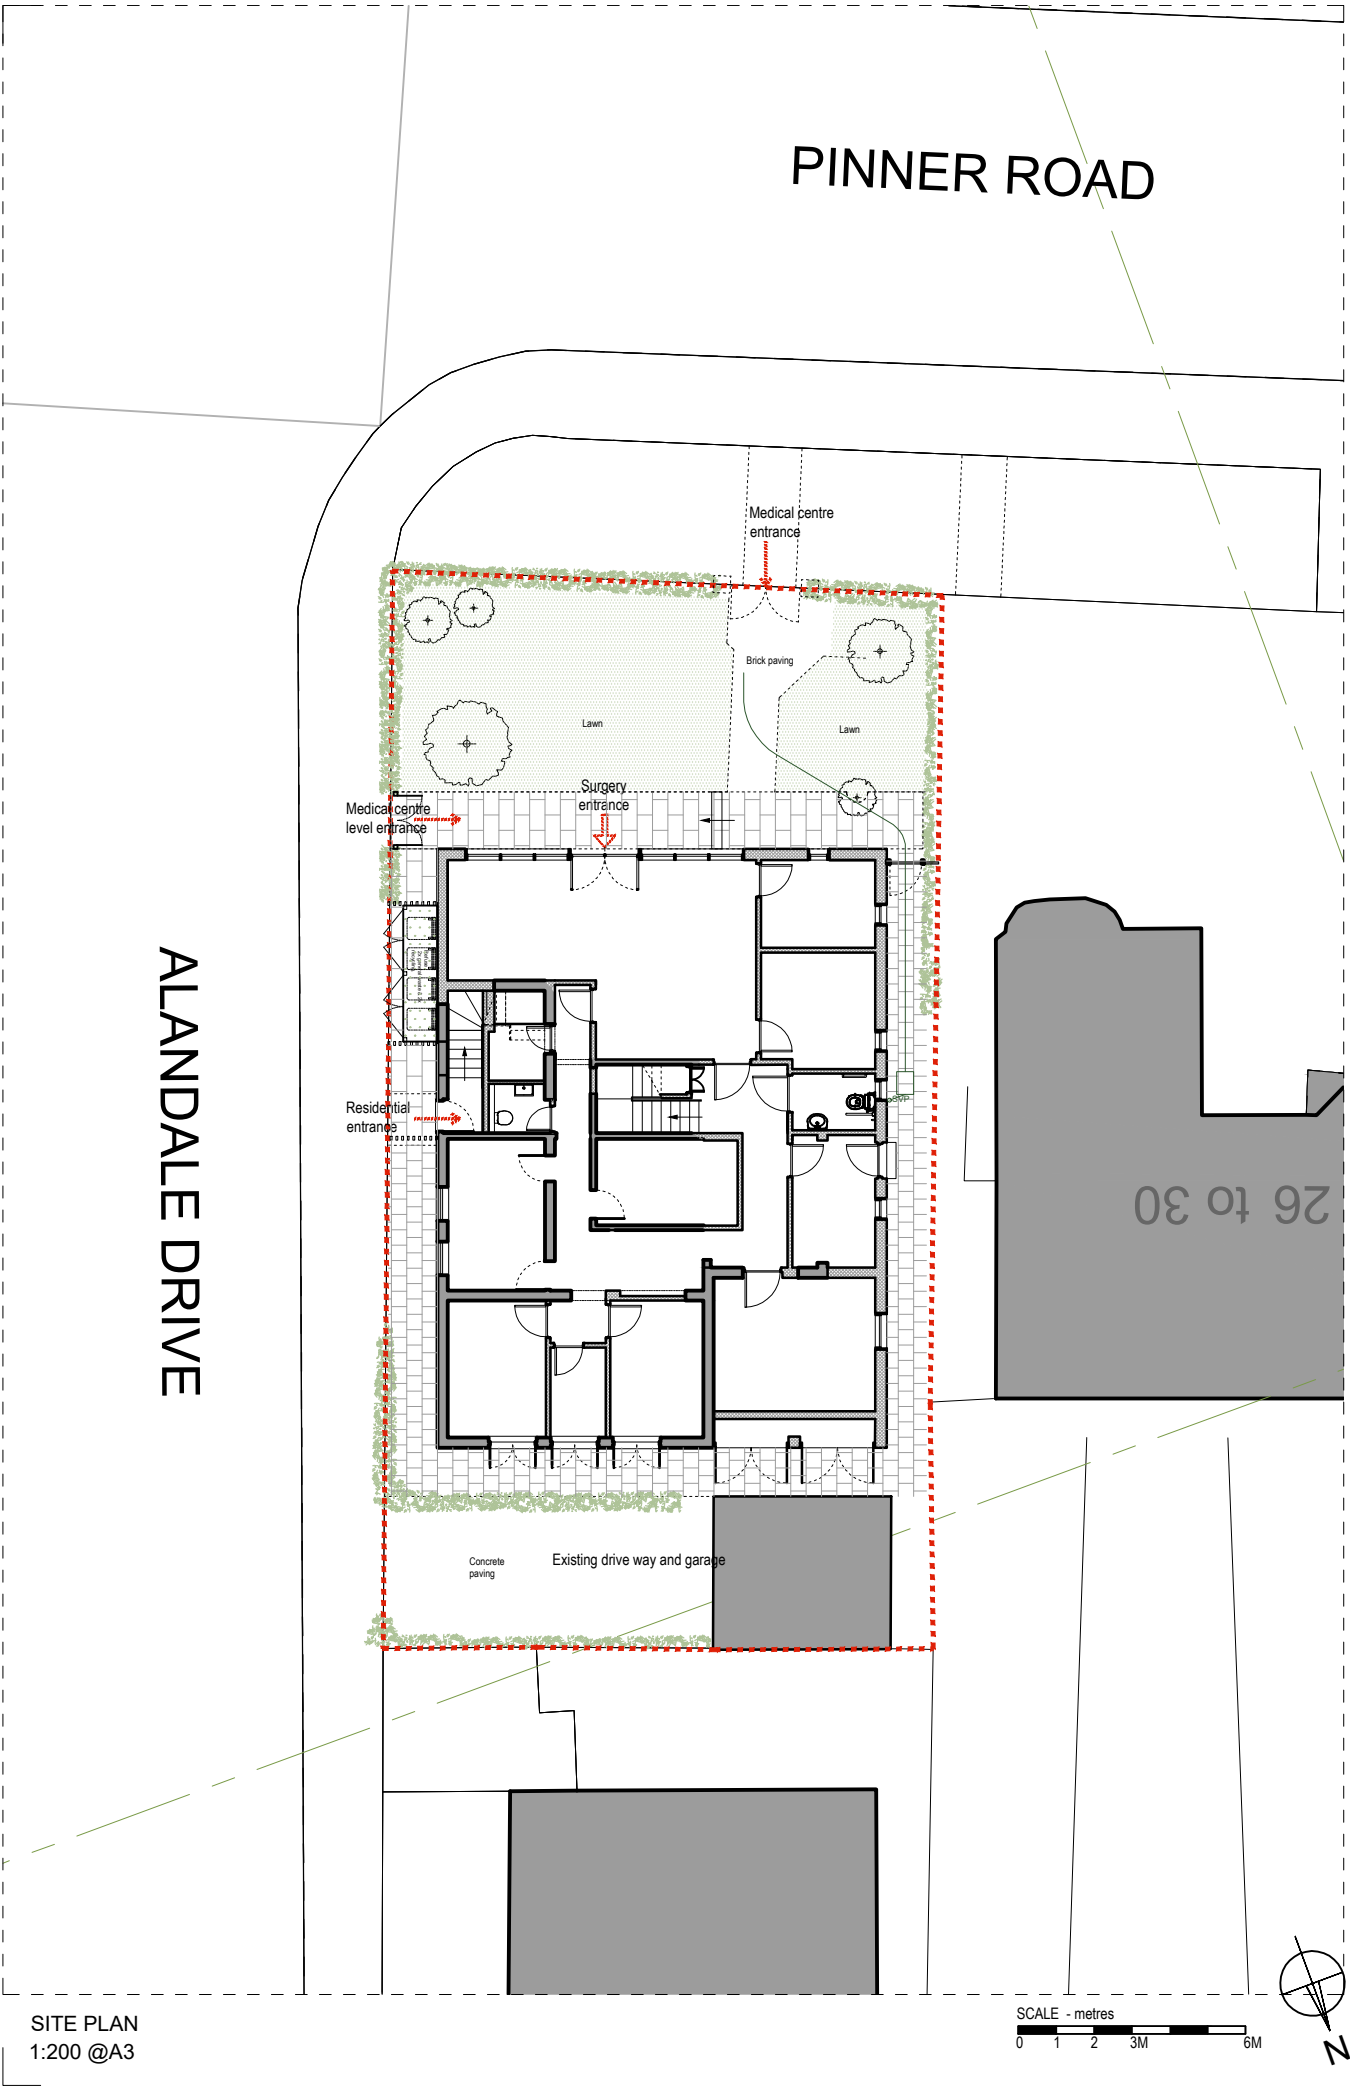 PINNER ROAD
Medical centre
entrance
Brick paving
Lawn
Lawn
Surgery
entrance
Medical centre
level entrance
ALANDALE DRIVE
Residential
entrance
26 to 30
Concrete
paving
Existing drive way and garage
SITE PLAN
1:200 @A3
SCALE - metres
0 1 2 3M 6M
N